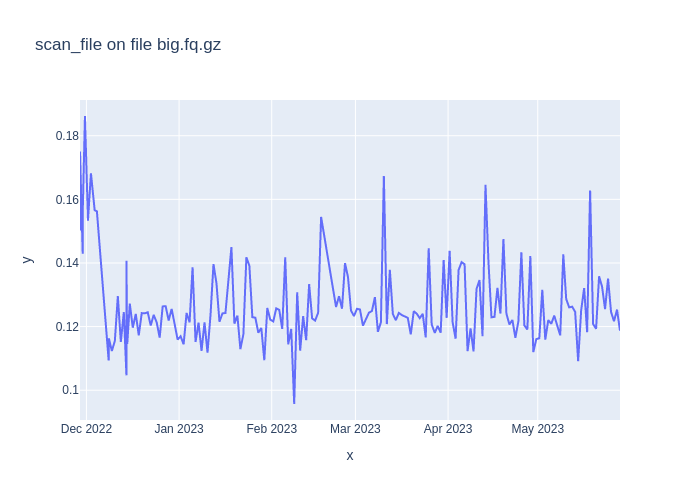 scan_file on file big.fq.gz
0.18
0.16
0.14
0.12
0.1
y
Dec 2022 Jan 2023 Feb 2023 Mar 2023 Apr 2023 May 2023
x